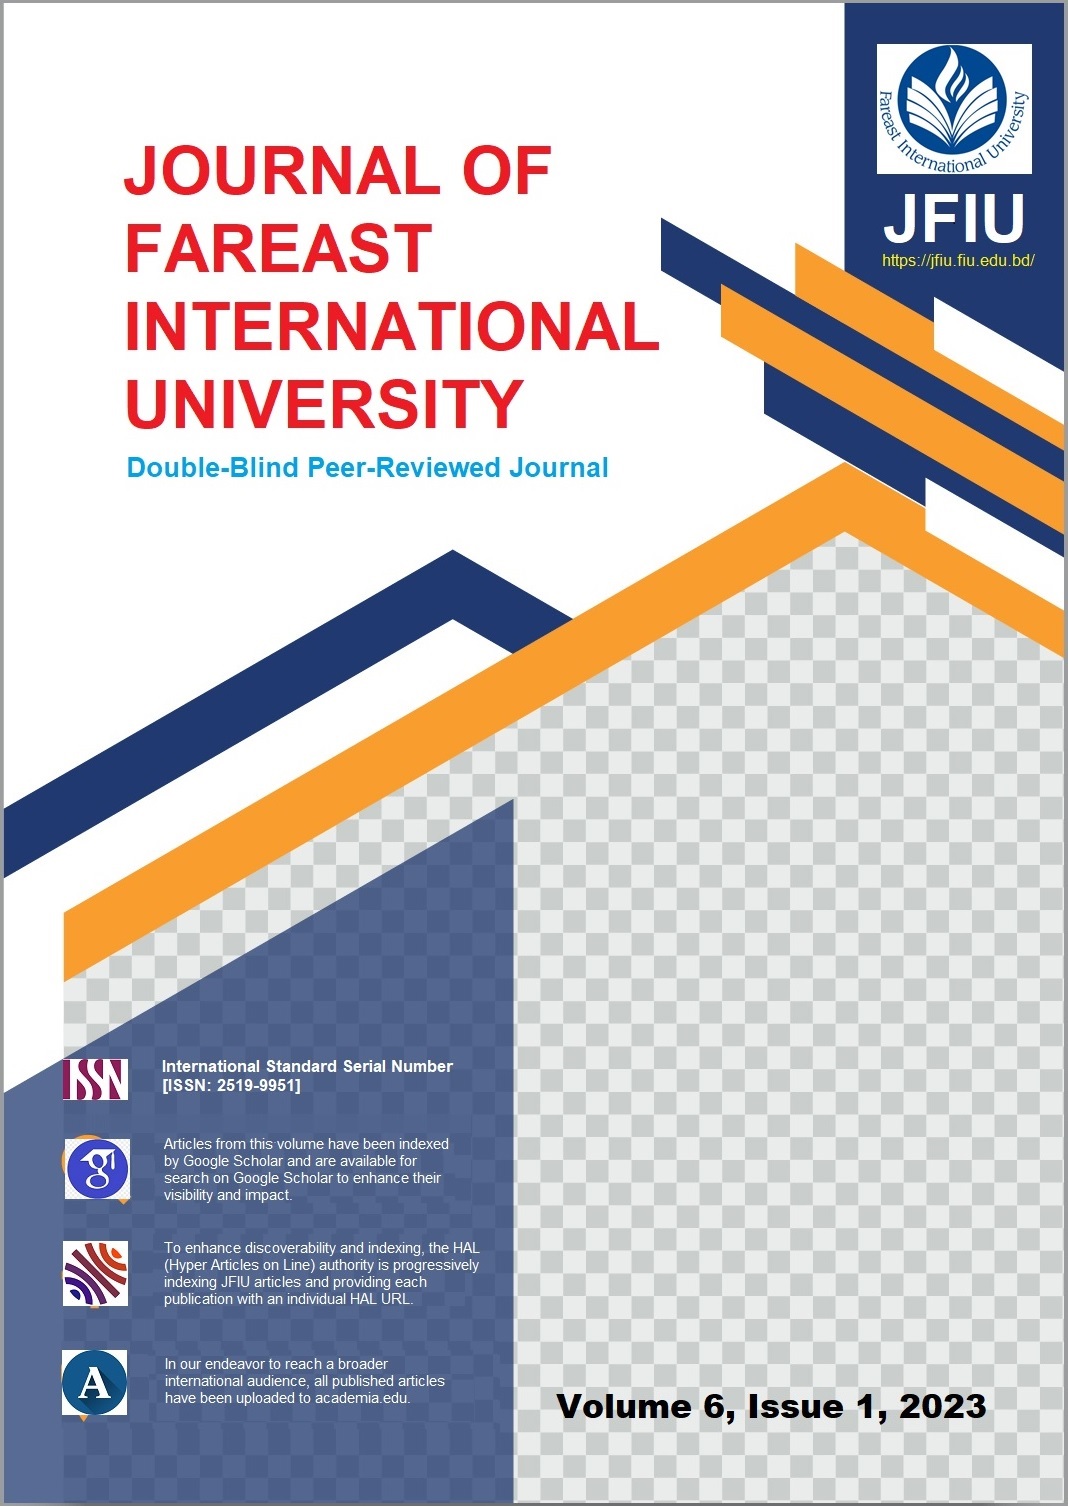 Fareast International University
JFIU
https://jfiu.fiu.edu.bd/
JOURNAL OF
FAREAST
INTERNATIONAL
UNIVERSITY
Double-Blind Peer-Reviewed Journal
ISSN
International Standard Serial Number
[ISSN: 2519-9951]
g
Articles from this volume have been indexed
by Google Scholar and are available for
search on Google Scholar to enhance their
visibility and impact.
To enhance discoverability and indexing, the HAL
(Hyper Articles on Line) authority is progressively
indexing JFIU articles and providing each
publication with an individual HAL URL.
A
In our endeavor to reach a broader
international audience, all published articles
have been uploaded to academia.edu.
Volume 6, Issue 1, 2023